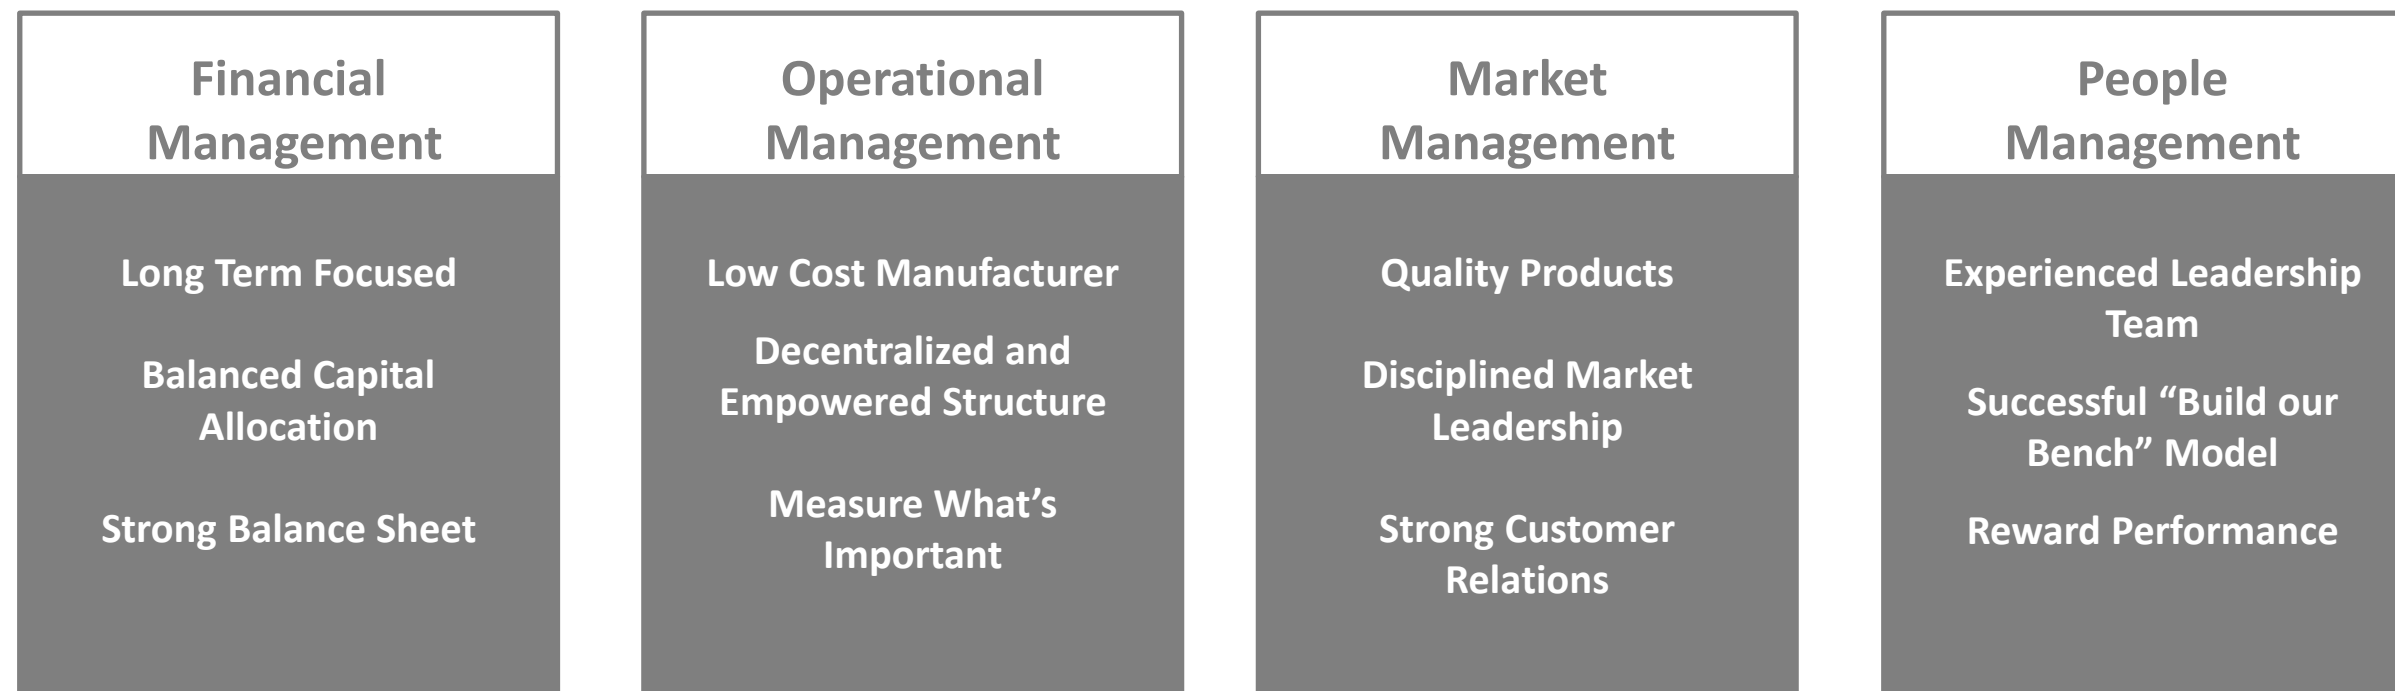 Financial
Management
Long Term Focused
Balanced Capital
Allocation
Strong Balance Sheet
Operational
Management
Low Cost Manufacturer
Decentralized and
Empowered Structure
Measure What’s
Important
Market
Management
Quality Products
Disciplined Market
Leadership
Strong Customer
Relations
People
Management
Experienced Leadership
Team
Successful “Build our
Bench” Model
Reward Performance